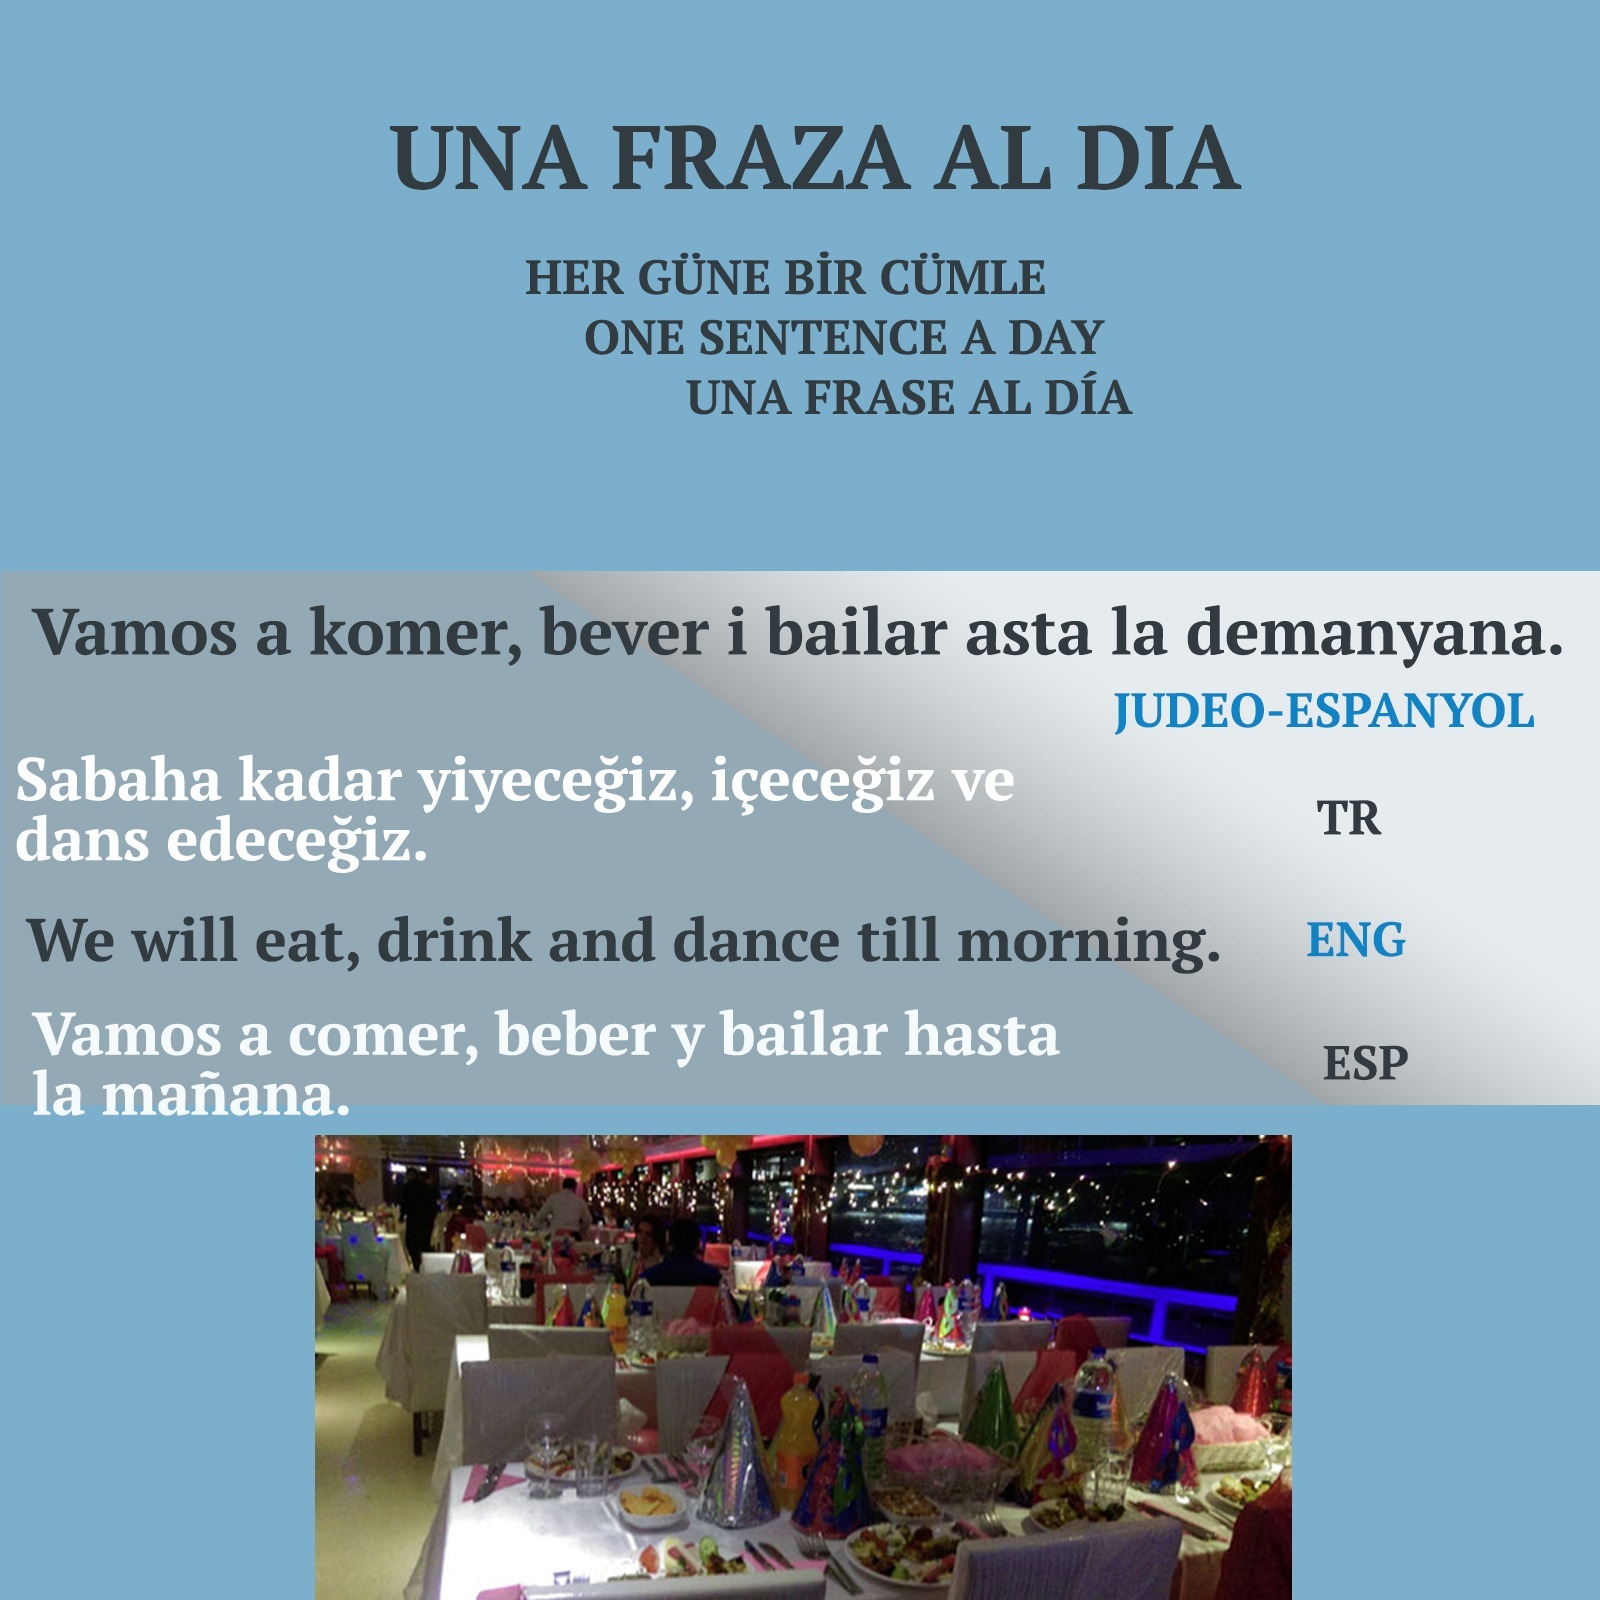 UNA FRAZA AL DIA
HER GÜNE BİR CÜMLE
ONE SENTENCE A DAY
UNA FRASE AL DÍA
Vamos a komer, bever i bailar asta la demanyana.
JUDEO-ESPANYOL
Sabaha kadar yiyeceğiz, içeceğiz ve
dans edeceğiz.
TR
We will eat, drink and dance till morning.
ENG
Vamos a comer, beber y bailar hasta
la mañana.
ESP